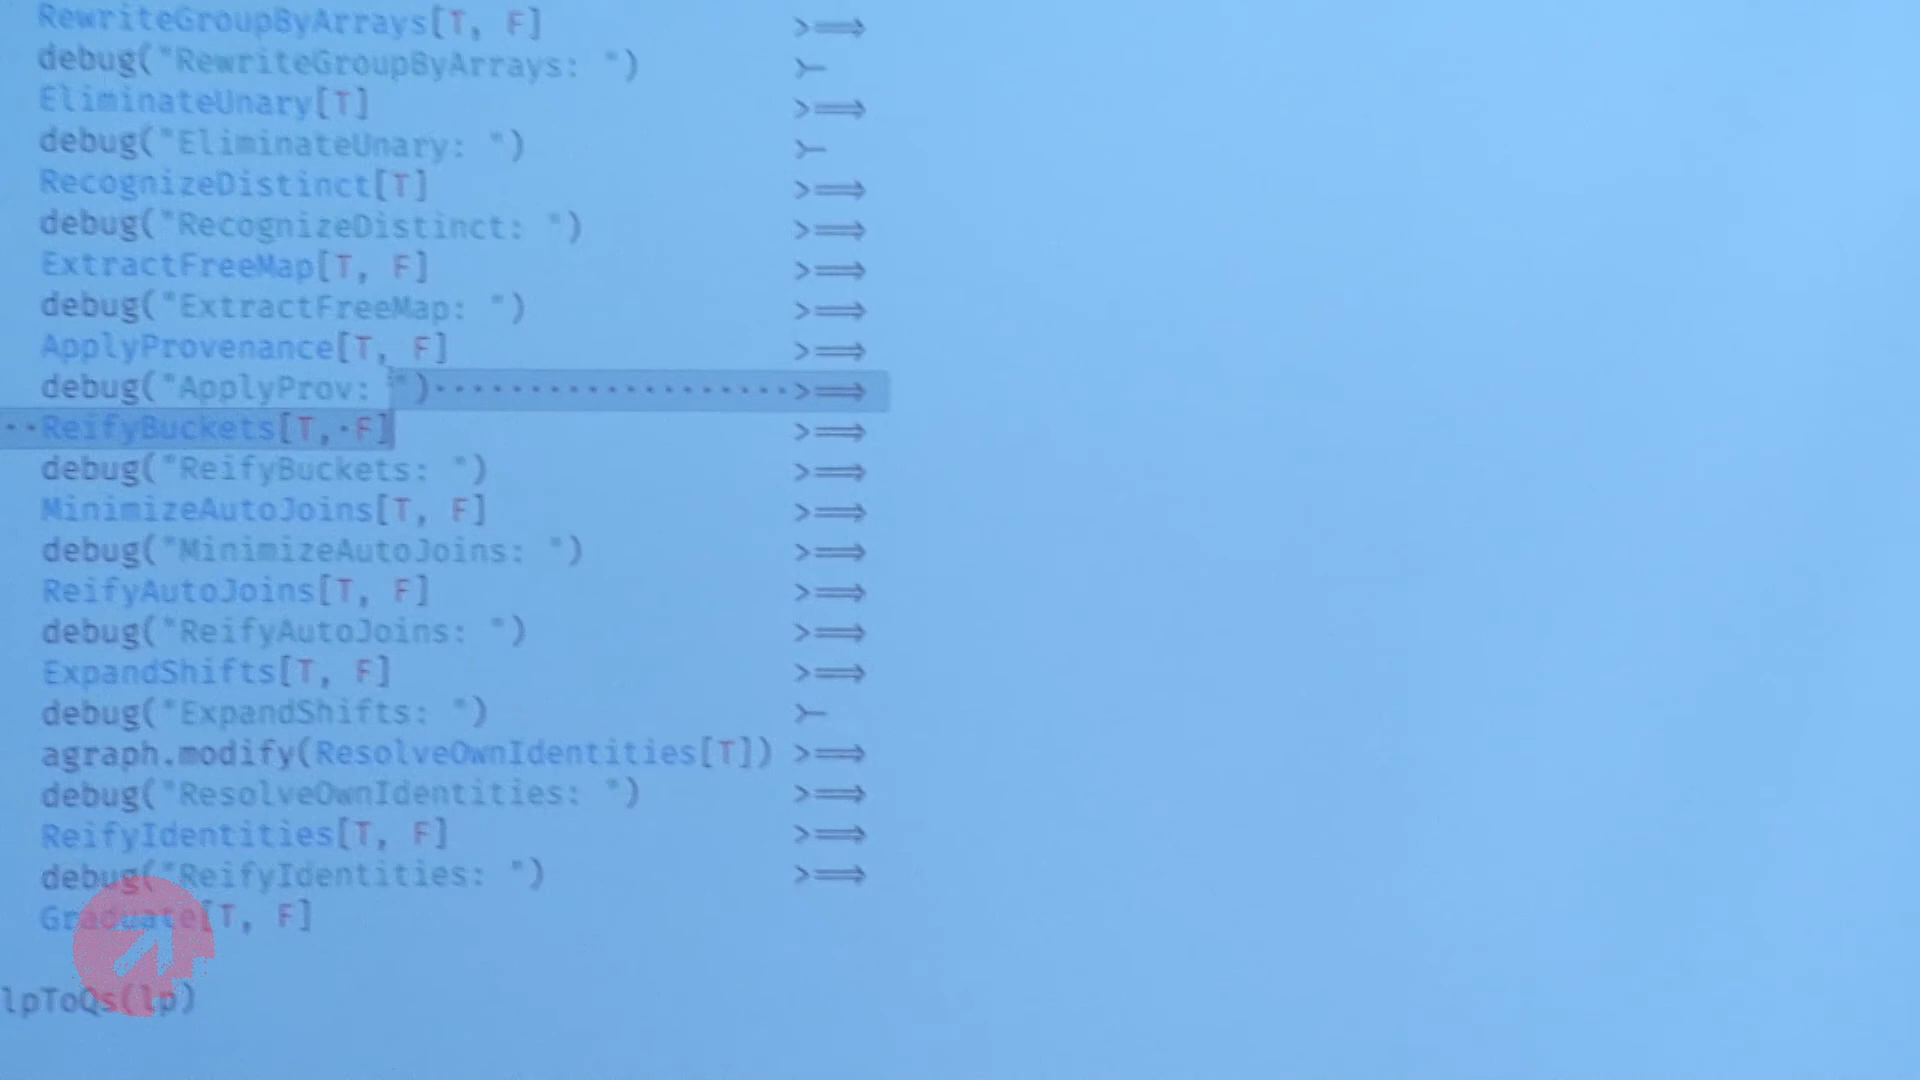 RewriteGroupByArrays[T, F] >==>
debug("RewriteGroupByArrays: ") >-
EliminateUnary[T] >==>
debug("EliminateUnary: ") >-
RecognizeDistinct[T] >==>
debug("RecognizeDistinct: ") >==>
ExtractFreeMap[T, F] >==>
debug("ExtractFreeMap: ") >==>
ApplyProvenance[T, F] >==>
debug("ApplyProv: ") >==>
ReifyBuckets[T, F] >==>
debug("ReifyBuckets: ") >==>
MinimizeAutoJoins[T, F] >==>
debug("MinimizeAutoJoins: ") >==>
ReifyAutoJoins[T, F] >==>
debug("ReifyAutoJoins: ") >==>
ExpandShifts[T, F] >==>
debug("ExpandShifts: ") >-
agraph.modify(ResolveOwnIdentities[T]) >==>
debug("ResolveOwnIdentities: ") >==>
ReifyIdentities[T, F] >==>
debug("ReifyIdentities: ") >==>
Graduate[T, F]
lpToQs(lp)